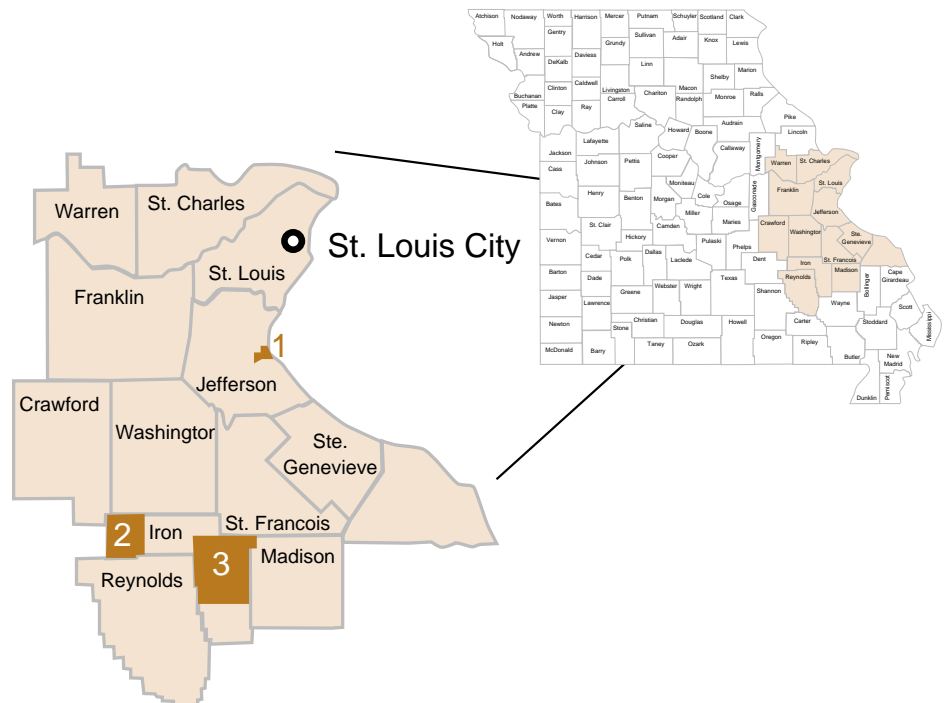 Atchison
Nodaway
Worth
Harrison
Mercer
Putnam
Schuyler
Scotland
Clark
Gentry
Sullivan
Holt
Grundy
Adair
Knox
Lewis
Andrew
Daviess
DeKalb
Linn
Marion
Shelby
Caldwell
Clinton
Livingston
Macon
Buchanan
Chariton
Monroe
Ralls
Carroll
Randolph
Platte
Ray
Clay
Pike
Audrain
Saline
Howard
Boone
Lincoln
Lafayette
Callaway
Montgomery
Jackson
Cooper
Johnson
Pettis
Warren
St. Charles
Cass
Moniteau
St. Louis
Franklin
Henry
Cole
Benton
Morgan
Osage
Gasconade
Bates
Miller
Jefferson
Maries
Crawford
St. Clair
Camden
Washington
Ste.
Genevieve
Hickory
Pulaski
Phelps
Vernon
Dallas
Cedar
Polk
Laclede
Dent
Iron
St. Francois
Madison
Cape
Girardeau
Barton
Dade
Texas
Reynolds
Bollinger
Webster
Wright
Shannon
Jasper
Greene
Lawrence
Wayne
Scott
Mississippi
Newton
Christian
Douglas
Howell
Carter
Stoddard
Stone
Oregon
Ripley
McDonald
Barry
Taney
Ozark
Butler
New
Madrid
Dunklin
Pemiscot
Warren
St. Charles
St. Louis City
St. Louis
Franklin
1
Jefferson
Crawford
Washingtor
Ste.
Genevieve
2
Iron
St. Francois
3
Madison
Reynolds